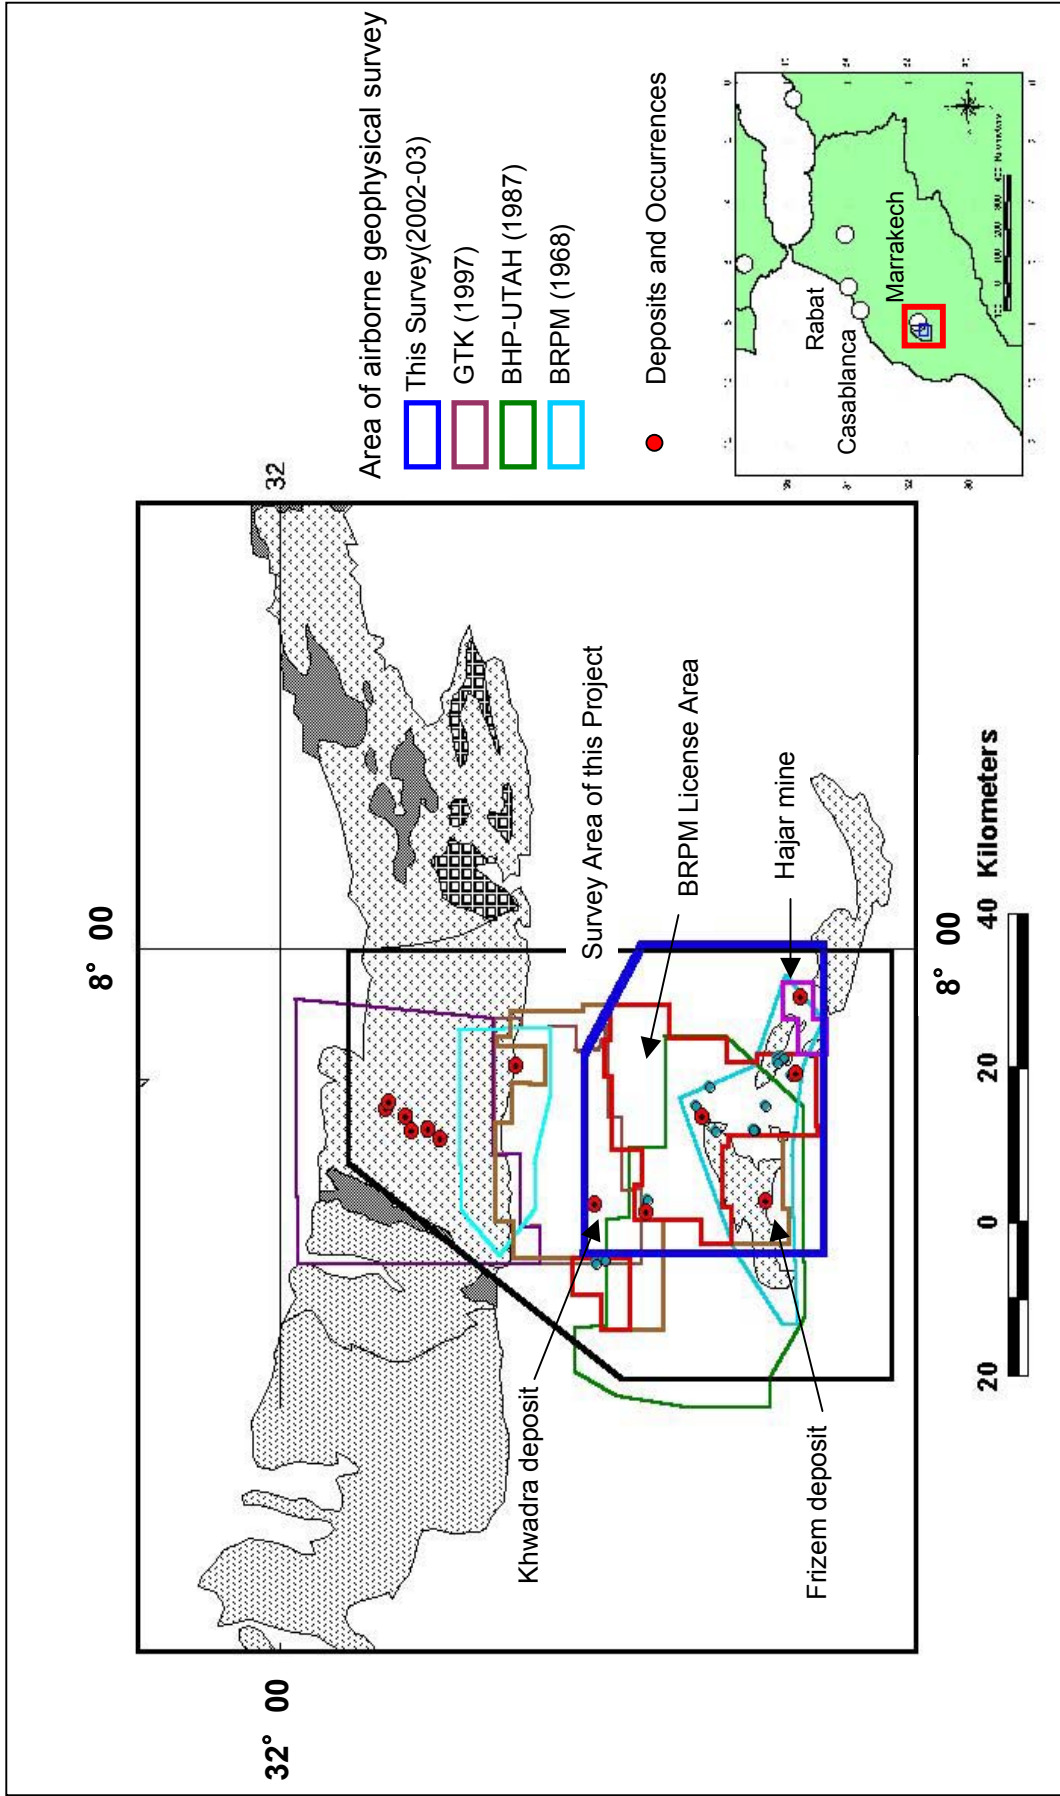 32° 00
8° 00
32
Khwadra deposit
Frizem deposit
Survey Area of this Project
BRPM License Area
Hajar mine
8° 00
20 0 20 40 Kilometers
Area of airborne geophysical survey
This Survey(2002-03)
GTK (1997)
BHP-UTAH (1987)
BRPM (1968)
Deposits and Occurrences
Rabat
Casablanca
Marrakech